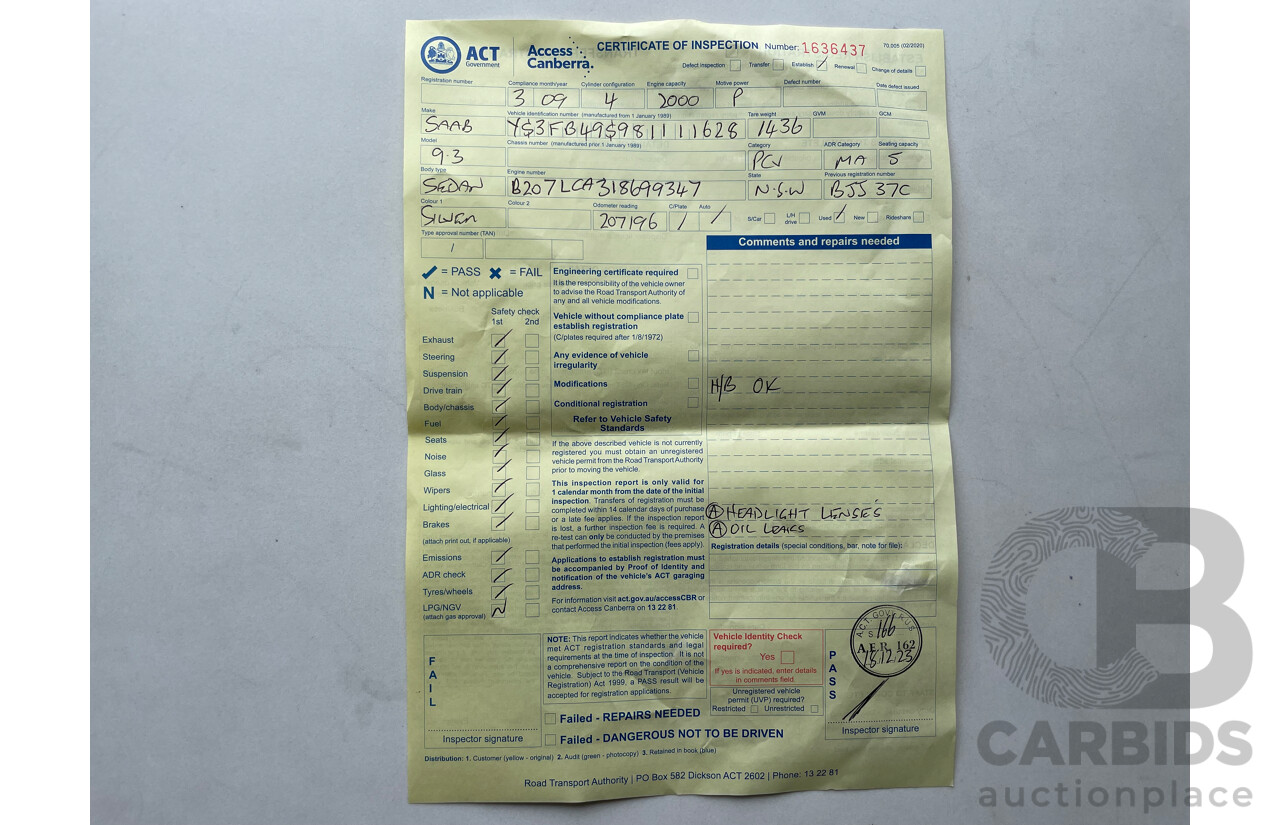 ACT Government
Access Canberra.
CERTIFICATE OF INSPECTION Number: 1636437
70.005 (02/2020)
Defect inspection Transfer Establish Renewal Change of details
Registration number Compliance month/year Cylinder configuration Engine capacity Motive power Defect number Date defect issued
3 09 4 2000 P
Make Vehicle identification number (manufactured from 1 January 1989) Tare weight GVM GCM
SAAB YS3FB49S981111628 1436
Model Chassis number (manufactured prior 1 January 1989) Category ADR Category Seating capacity
9.3 PCV MA 5
Body type Engine number State Previous registration number
SEDAN B207LCA318699347 N.S.W BJJ 37C
Colour 1 Colour 2 Odometer reading C/Plate Auto
SILVER 207196 / /
S/Car L/H drive Used / New Rideshare
Type approval number (TAN)
/
Comments and repairs needed
✓ = PASS ✖ = FAIL
N = Not applicable
Safety check
1st 2nd
Exhaust
Steering
Suspension
Drive train
Body/chassis
Fuel
Seats
Noise
Glass
Wipers
Lighting/electrical
Brakes
(attach print out, if applicable)
Emissions
ADR check
Tyres/wheels
LPG/NGV N
(attach gas approval)
Engineering certificate required
It is the responsibility of the vehicle owner
to advise the Road Transport Authority of
any and all vehicle modifications.
Vehicle without compliance plate
establish registration
(C/plates required after 1/8/1972)
Any evidence of vehicle
irregularity
Modifications
Conditional registration
Refer to Vehicle Safety
Standards
If the above described vehicle is not currently
registered you must obtain an unregistered
vehicle permit from the Road Transport Authority
prior to moving the vehicle.
This inspection report is only valid for
1 calendar month from the date of the initial
inspection. Transfers of registration must be
completed within 14 calendar days of purchase
or a late fee applies. If the inspection report
is lost, a further inspection fee is required. A
re-test can only be conducted by the premises
that performed the initial inspection (fees apply).
Applications to establish registration must
be accompanied by Proof of Identity and
notification of the vehicle's ACT garaging
address.
For information visit act.gov.au/accessCBR or
contact Access Canberra on 13 22 81.
H/B OK
Ⓐ HEADLIGHT LENSE'S
Ⓐ OIL LEAKS
Registration details (special conditions, bar, note for file):
FAIL
Inspector signature
NOTE: This report indicates whether the vehicle
met ACT registration standards and legal
requirements at the time of inspection. It is not
a comprehensive report on the condition of the
vehicle. Subject to the Road Transport (Vehicle
Registration) Act 1999, a PASS result will be
accepted for registration applications.
Failed - REPAIRS NEEDED
Failed - DANGEROUS NOT TO BE DRIVEN
Vehicle Identity Check
required?
Yes
If yes is indicated, enter details
in comments field.
Unregistered vehicle
permit (UVP) required?
Restricted Unrestricted
PASS
166
A.E.R. 162
18.12.25
Inspector signature
Distribution: 1. Customer (yellow - original) 2. Audit (green - photocopy) 3. Retained in book (blue)
Road Transport Authority | PO Box 582 Dickson ACT 2602 | Phone: 13 22 81
CARBIDS
auctionplace